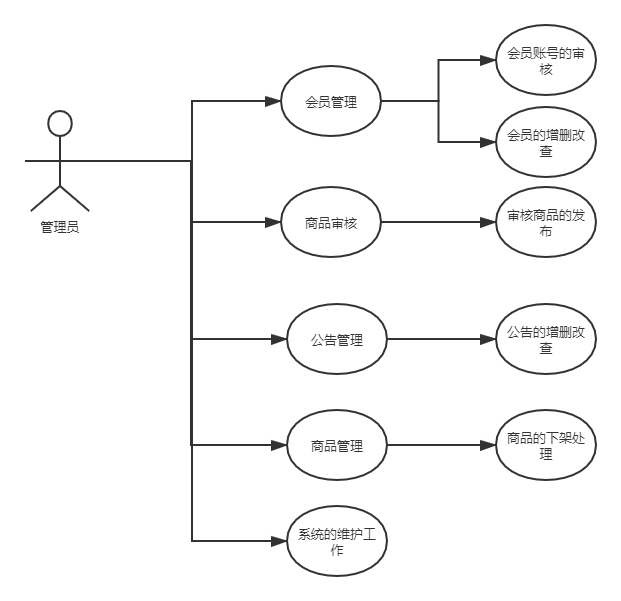 会员账号的审
核
会员管理
会员的增删改
查
管理员
商品审核
审核商品的发
布
公告管理
公告的增删改
查
商品管理
商品的下架处
理
系统的维护工
作